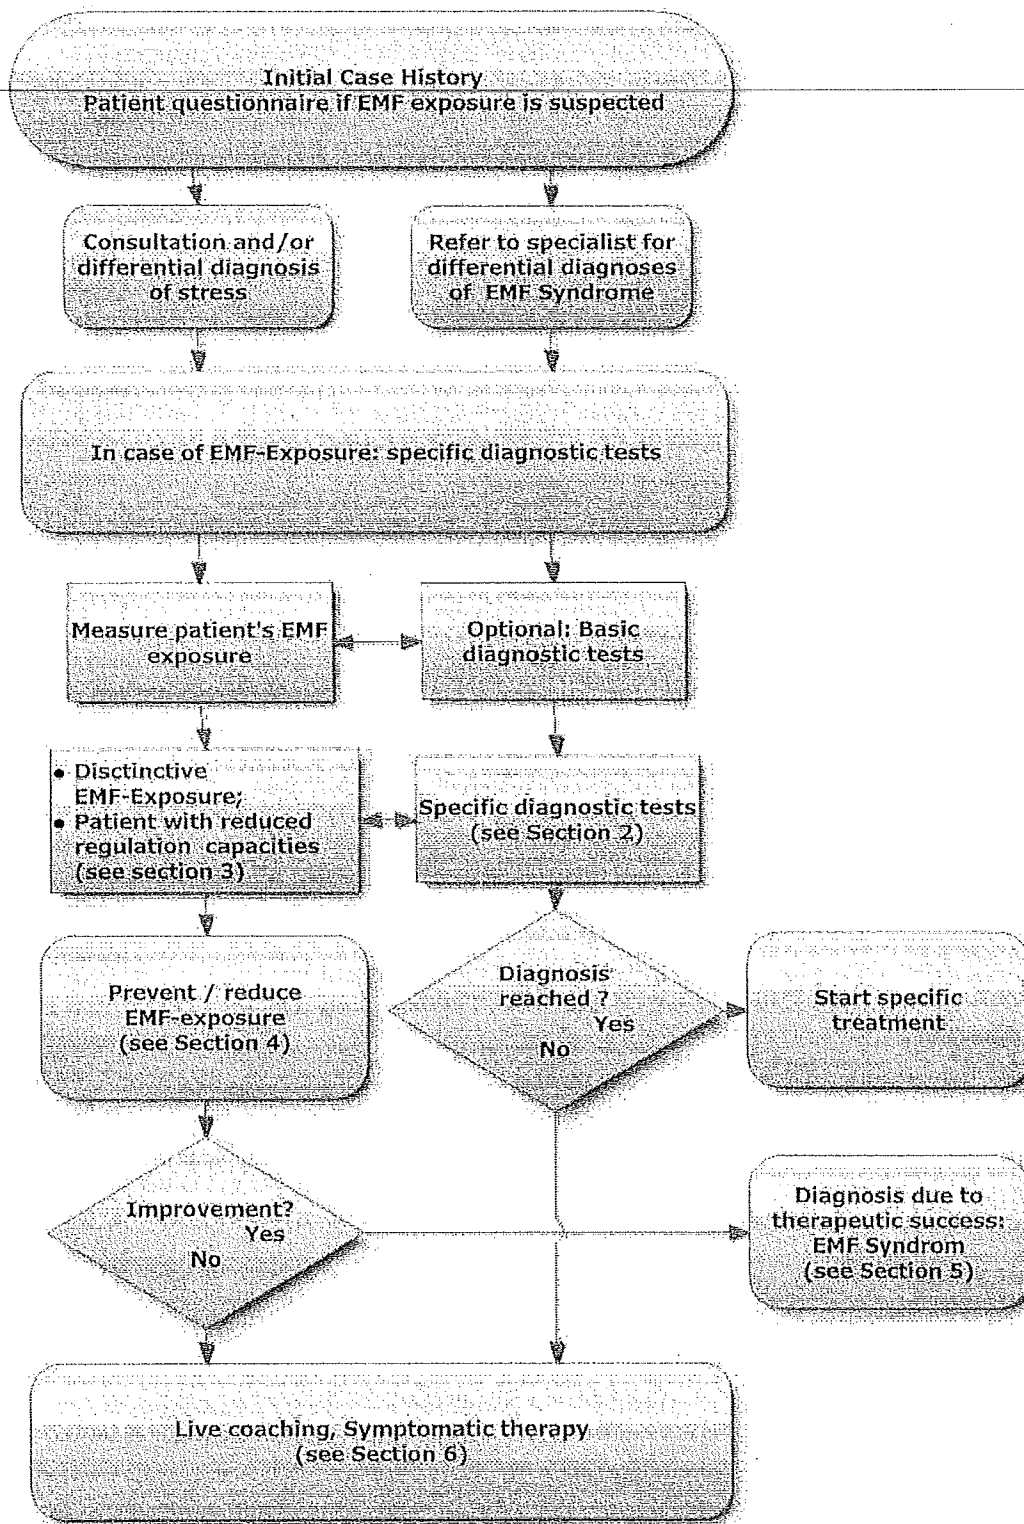 Initial Case History
Patient questionnaire if EMF exposure is suspected
Consultation and/or
differential diagnosis
of stress
Refer to specialist for
differential diagnoses
of EMF Syndrome
In case of EMF-Exposure: specific diagnostic tests
Measure patient's EMF
exposure
Optional: Basic
diagnostic tests
• Disctinctive
EMF-Exposure;
• Patient with reduced
regulation capacities
(see section 3)
Specific diagnostic tests
(see Section 2)
Prevent / reduce
EMF-exposure
(see Section 4)
Diagnosis
reached ?
Yes
No
Start specific
treatment
Improvement?
Yes
No
Diagnosis due to
therapeutic success:
EMF Syndrom
(see Section 5)
Live coaching, Symptomatic therapy
(see Section 6)